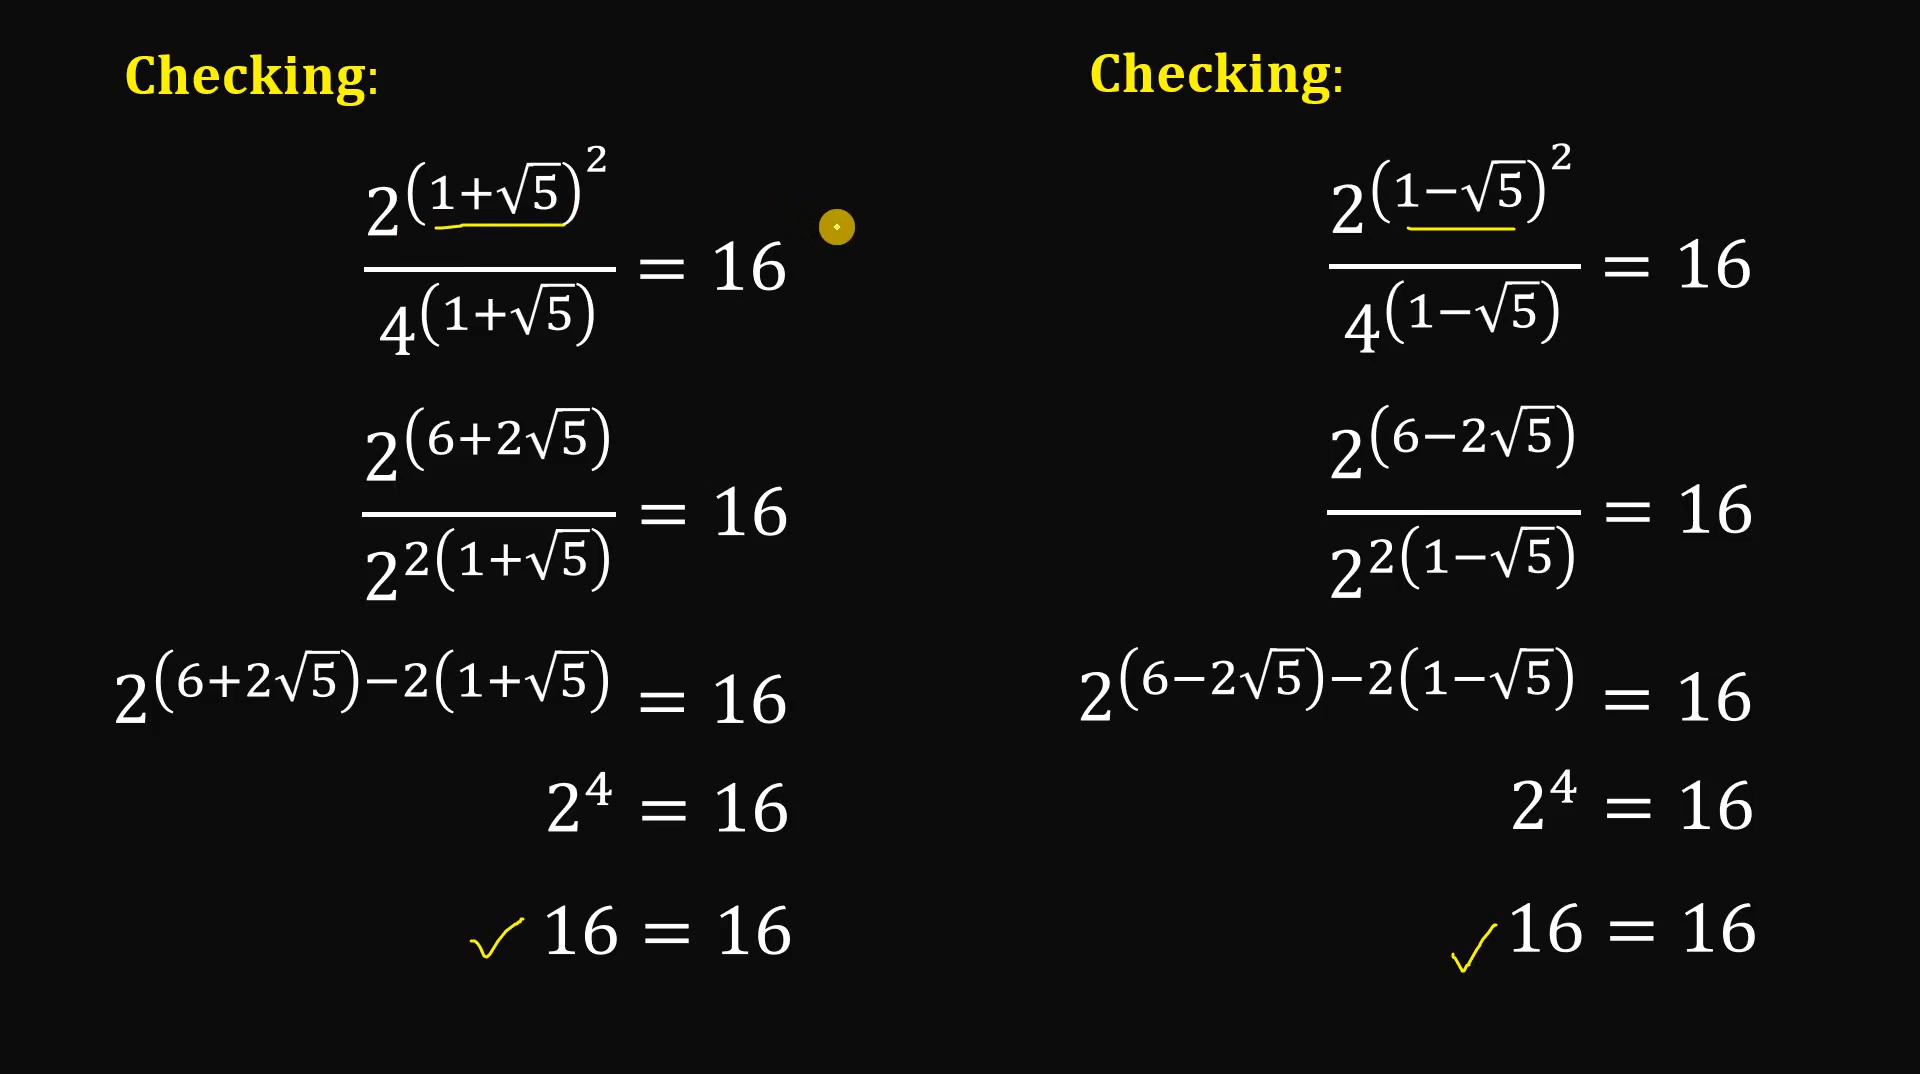 Checking:
2^(1+√5)^2 / 4^(1+√5) = 16
2^(6+2√5) / 2^2(1+√5) = 16
2^(6+2√5)−2(1+√5) = 16
2^4 = 16
✓ 16 = 16
Checking:
2^(1−√5)^2 / 4^(1−√5) = 16
2^(6−2√5) / 2^2(1−√5) = 16
2^(6−2√5)−2(1−√5) = 16
2^4 = 16
✓ 16 = 16